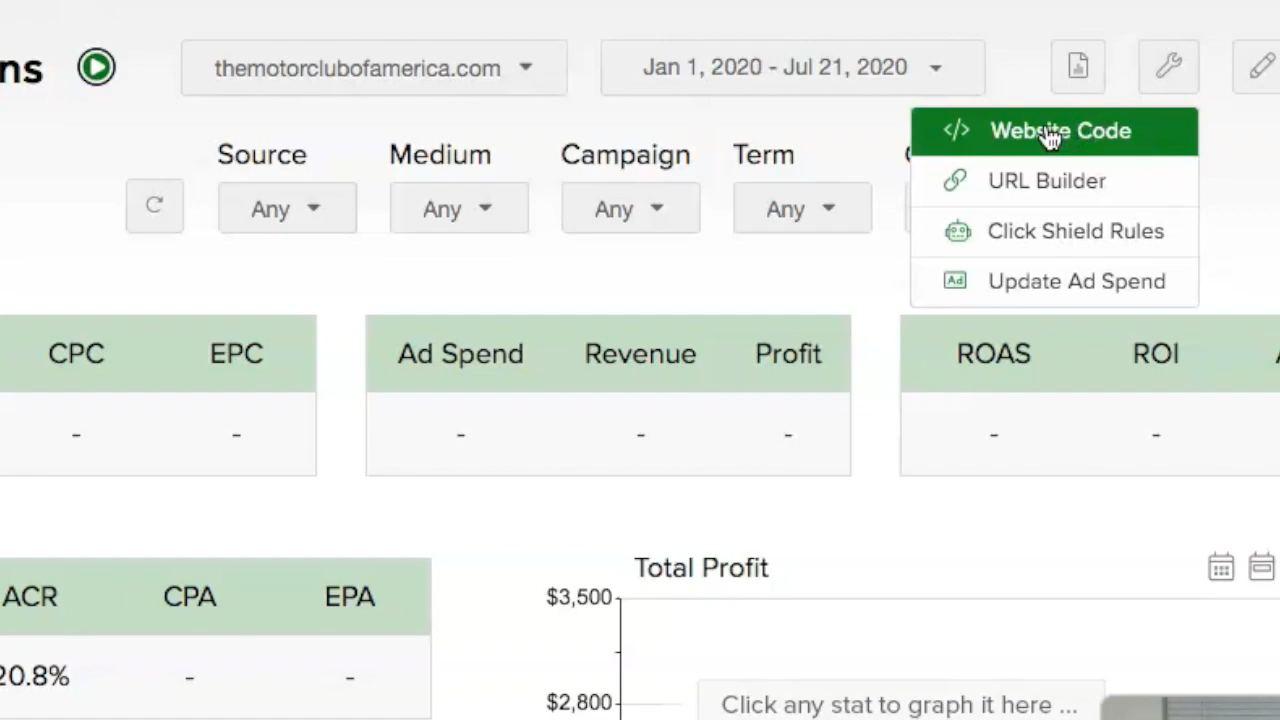 ns
themotorclubofamerica.com
Jan 1, 2020 - Jul 21, 2020
Website Code
URL Builder
Click Shield Rules
Update Ad Spend
Source
Medium
Campaign
Term
Any
Any
Any
Any
CPC
EPC
Ad Spend
Revenue
Profit
ROAS
ROI
-
-
-
-
-
-
-
ACR
CPA
EPA
20.8%
-
-
Total Profit
$3,500
$2,800
Click any stat to graph it here ...